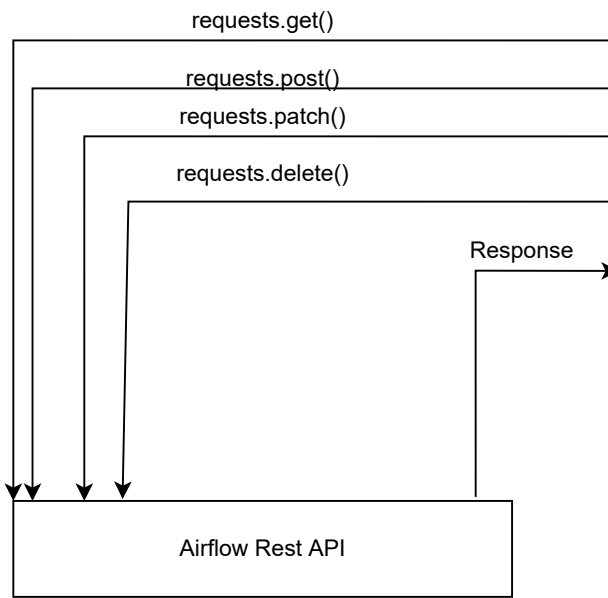 requests.get()
requests.post()
requests.patch()
requests.delete()
Response
Airflow Rest API